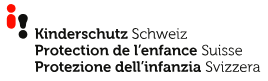 Kinderschutz Schweiz
Protection de l'enfance Suisse
Protezione dell'infanzia Svizzera